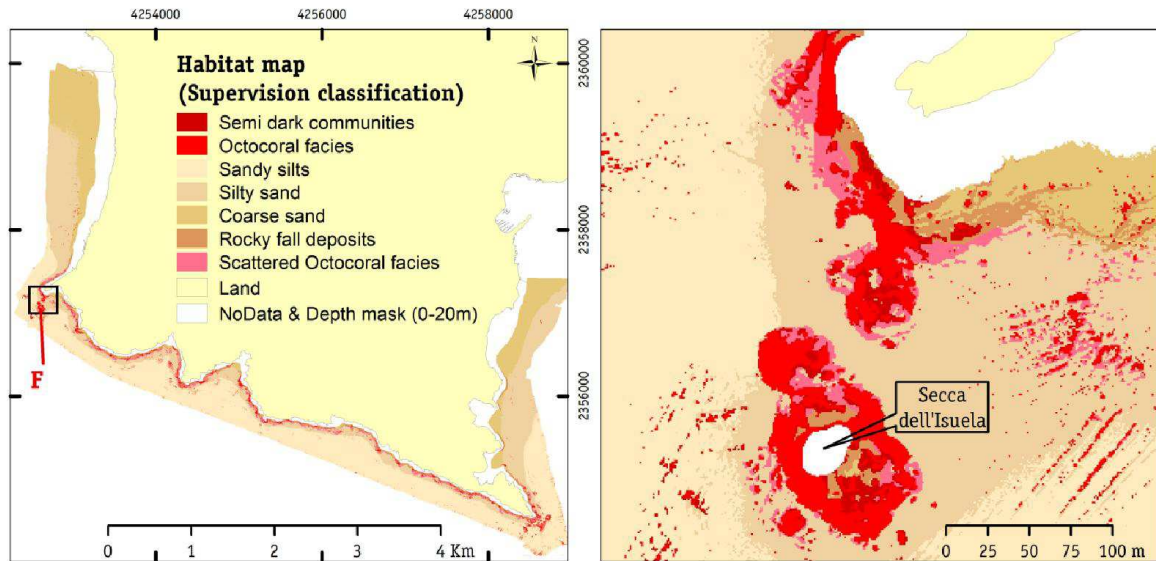 4254000 4256000 4258000
N
Habitat map
(Supervision classification)
Semi dark communities
Octocoral facies
Sandy silts
Silty sand
Coarse sand
Rocky fall deposits
Scattered Octocoral facies
Land
NoData & Depth mask (0-20m)
2360000
2358000
2356000
F
0 1 2 3 4 Km
Secca
dell'Isuela
0 25 50 75 100 m